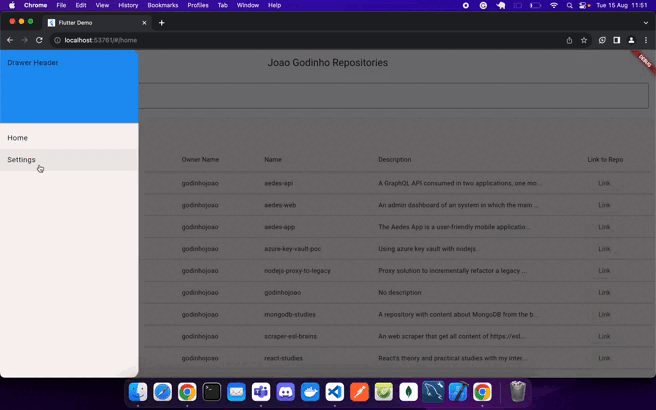 Chrome File Edit View History Bookmarks Profiles Tab Window Help Tue 15 Aug 11:51
Flutter Demo
localhost:53761/#/home
Drawer Header
Joao Godinho Repositories
DEBUG
Home
Settings
Owner Name Name Description Link to Repo
godinhojoao aedes-api A GraphQL API consumed in two applications, one mo... Link
godinhojoao aedes-web An admin dashboard of an system in which the main ... Link
godinhojoao aedes-app The Aedes App is a user-friendly mobile applicatio... Link
godinhojoao azure-key-vault-poc Using azure key vault with nodejs. Link
godinhojoao nodejs-proxy-to-legacy Proxy solution to incrementally refactor a legacy ... Link
godinhojoao godinhojoao No description Link
godinhojoao mongodb-studies A repository with content about MongoDB from the b... Link
godinhojoao scraper-esl-brains An web scraper that get all content of https://esl... Link
godinhojoao react-studies React's theory and practical studies with my inter... Link